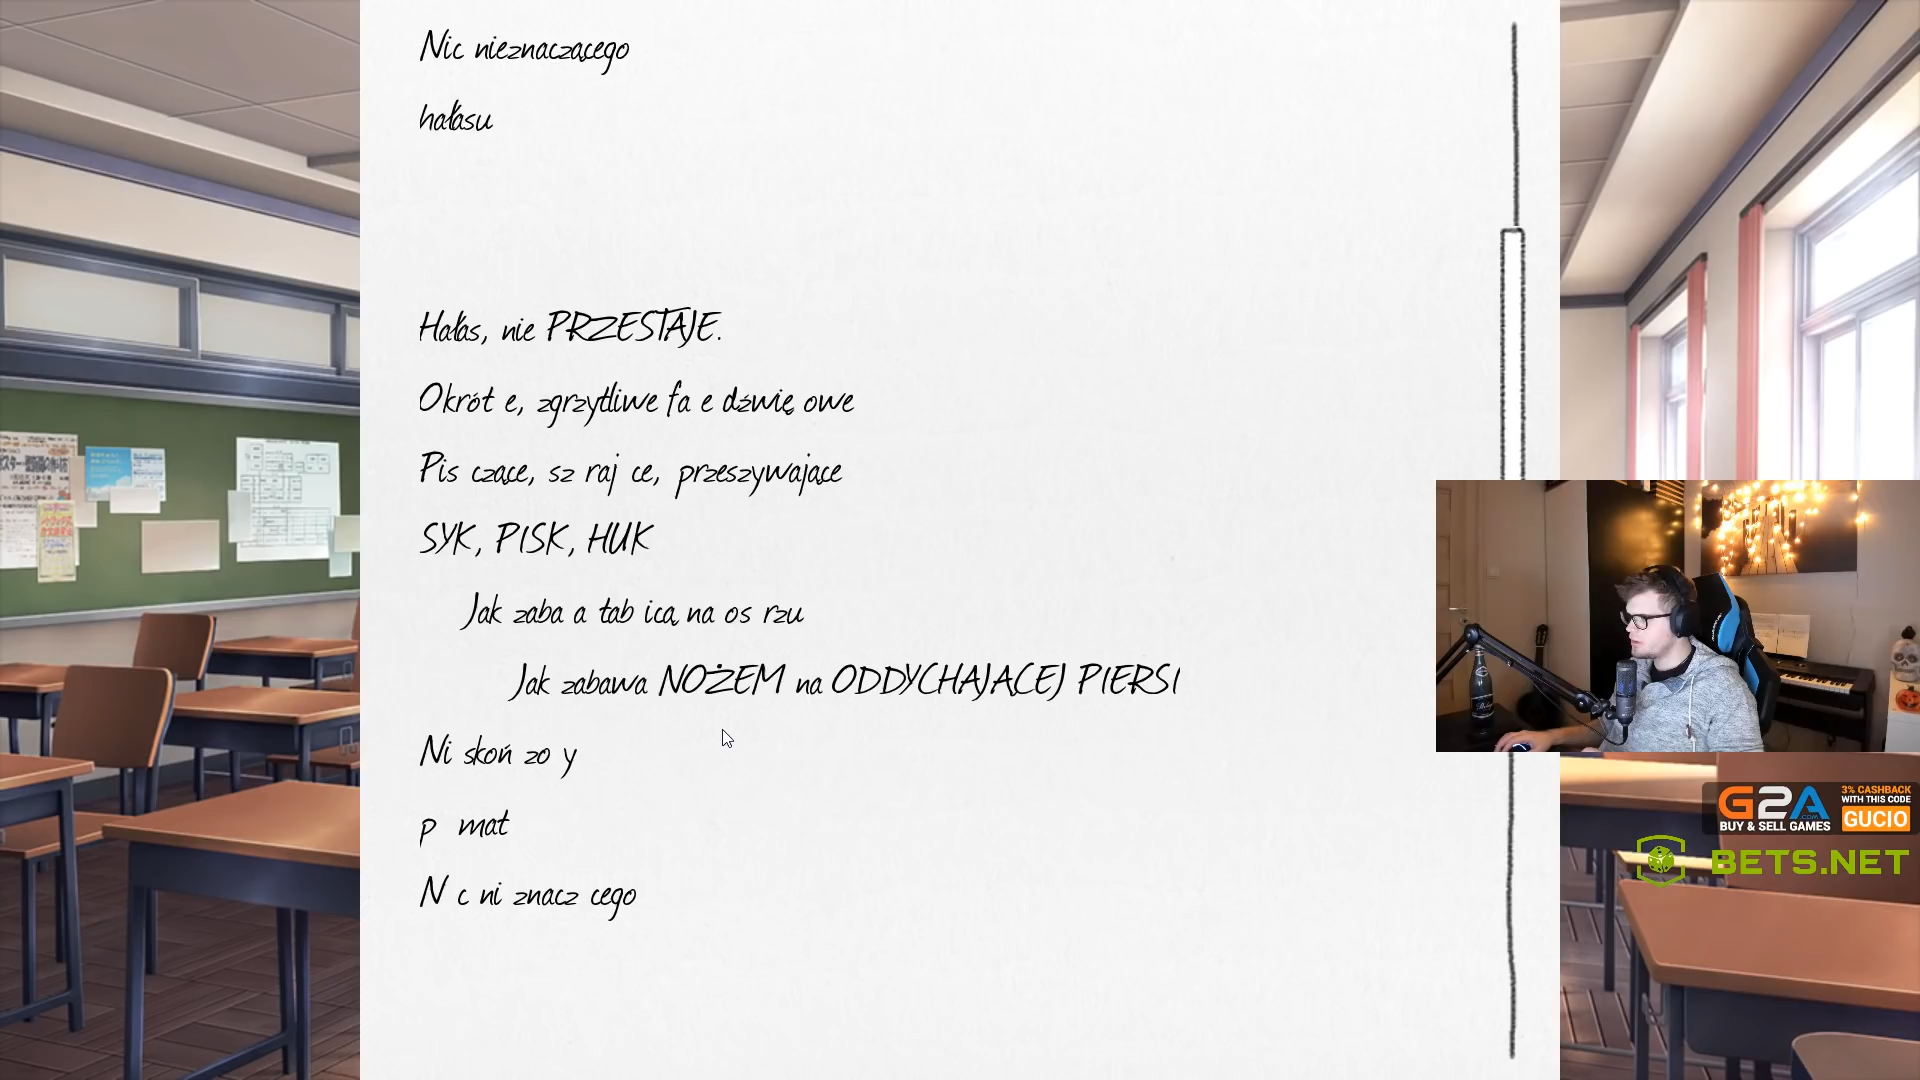 Nic nieznaczącego
hałasu
Hałas, nie PRZESTAJE.
Okrót e, zgrzytliwe fa e dźwię owe
Pis czące, sz raj ce, przeszywające
SYK, PISK, HUK
Jak zaba a tab icą na os rzu
Jak zabawa NOŻEM na ODDYCHAJĄCEJ PIERSI
Ni skoń zo y
p mat
N c ni znacz cego
G2A.COM
BUY & SELL GAMES
3% CASHBACK
WITH THIS CODE
GUCIO
BETS.NET